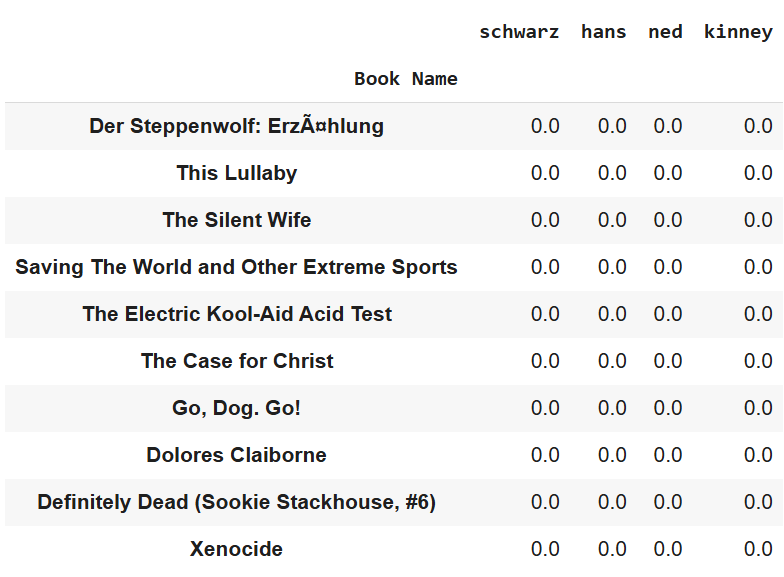 schwarz hans ned kinney
Book Name
Der Steppenwolf: ErzÃ¤hlung 0.0 0.0 0.0 0.0
This Lullaby 0.0 0.0 0.0 0.0
The Silent Wife 0.0 0.0 0.0 0.0
Saving The World and Other Extreme Sports 0.0 0.0 0.0 0.0
The Electric Kool-Aid Acid Test 0.0 0.0 0.0 0.0
The Case for Christ 0.0 0.0 0.0 0.0
Go, Dog. Go! 0.0 0.0 0.0 0.0
Dolores Claiborne 0.0 0.0 0.0 0.0
Definitely Dead (Sookie Stackhouse, #6) 0.0 0.0 0.0 0.0
Xenocide 0.0 0.0 0.0 0.0